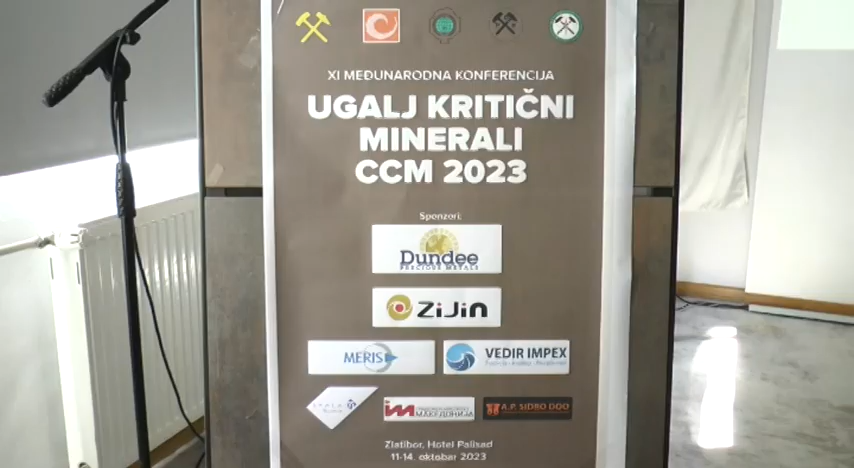 XI MEĐUNARODNA KONFERENCIJA
UGALJ KRITIČNI
MINERALI
CCM 2023
Sponzori:
Dundee
PRECIOUS METALS
ZiJin
MERIS
VEDIR IMPEX
МАКЕДОНИЈА
A.P. SIDRO DOO
Zlatibor, Hotel Palisad
11-14. oktobar 2023